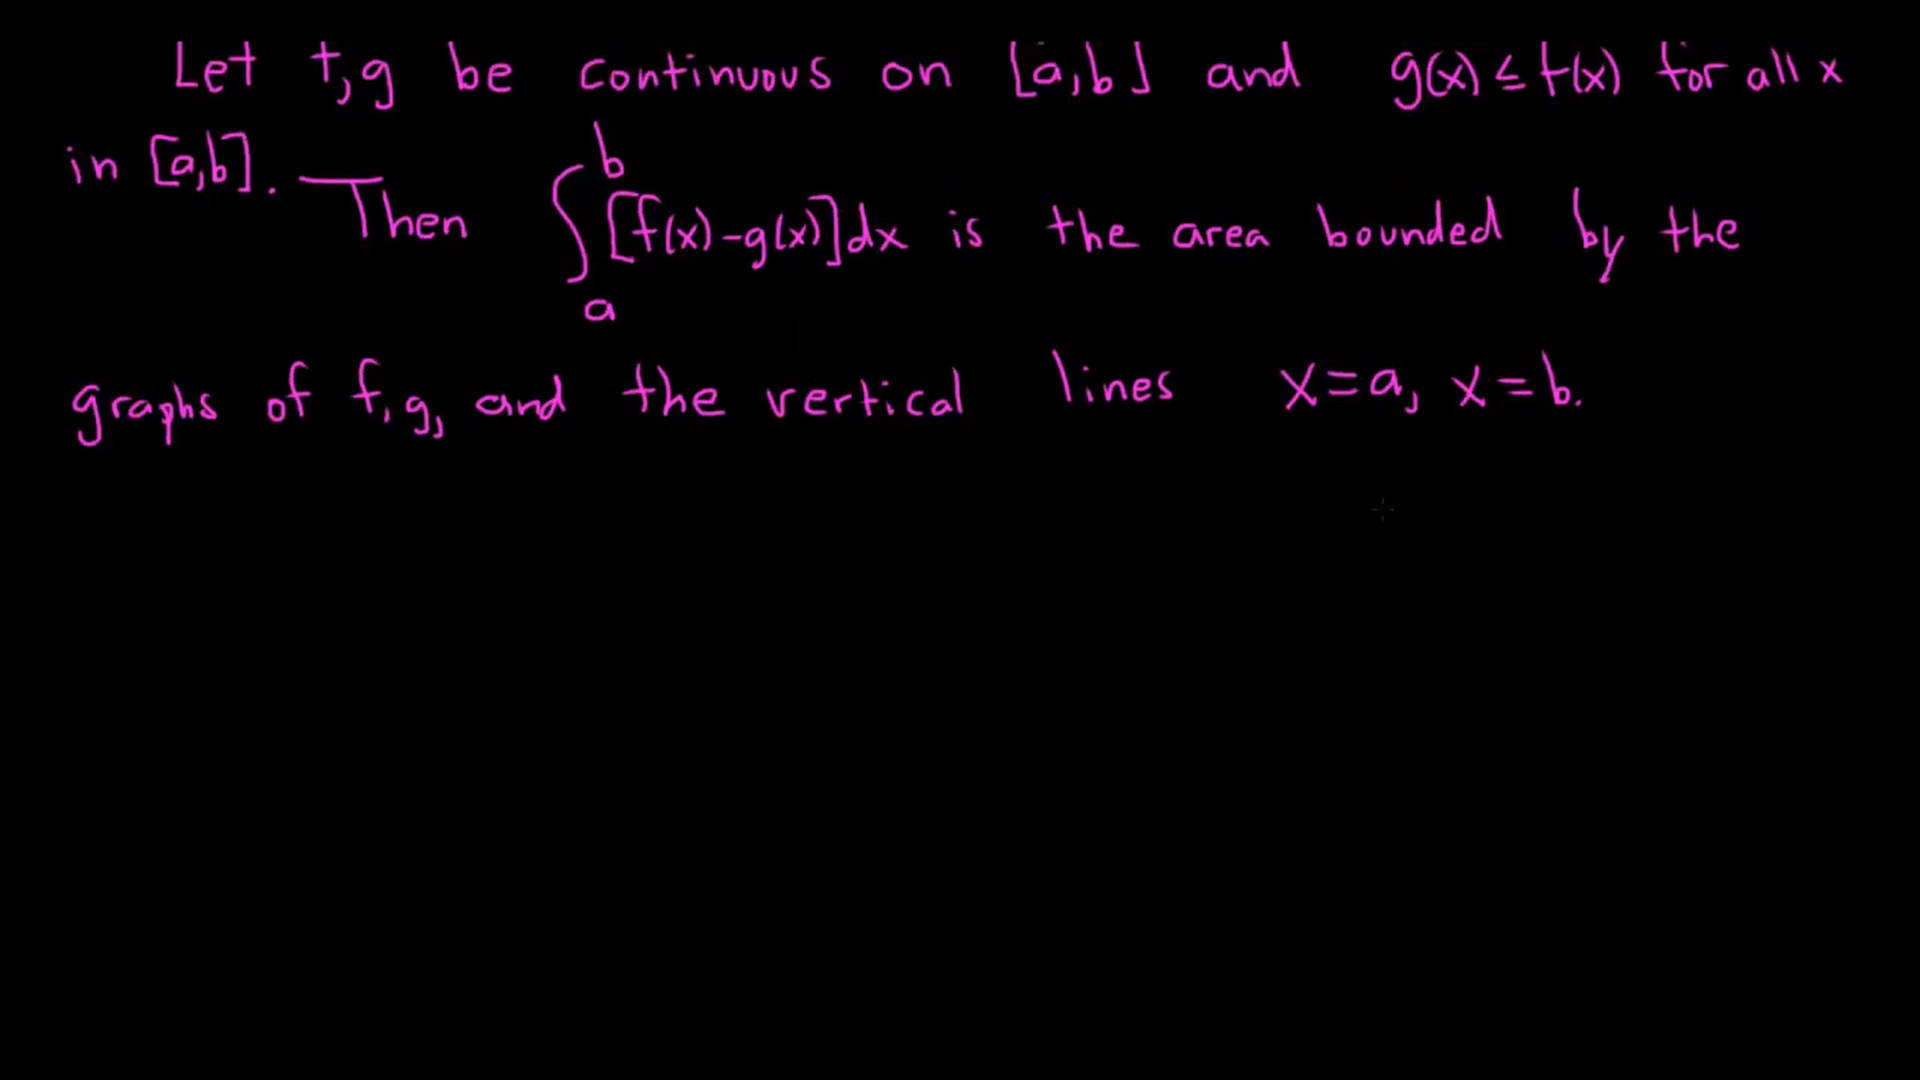 Let f,g be continuous on [a,b] and g(x) ≤ f(x) for all x
in [a,b]. Then ∫_a^b [f(x)-g(x)]dx is the area bounded by the
graphs of f,g, and the vertical lines x=a, x=b.